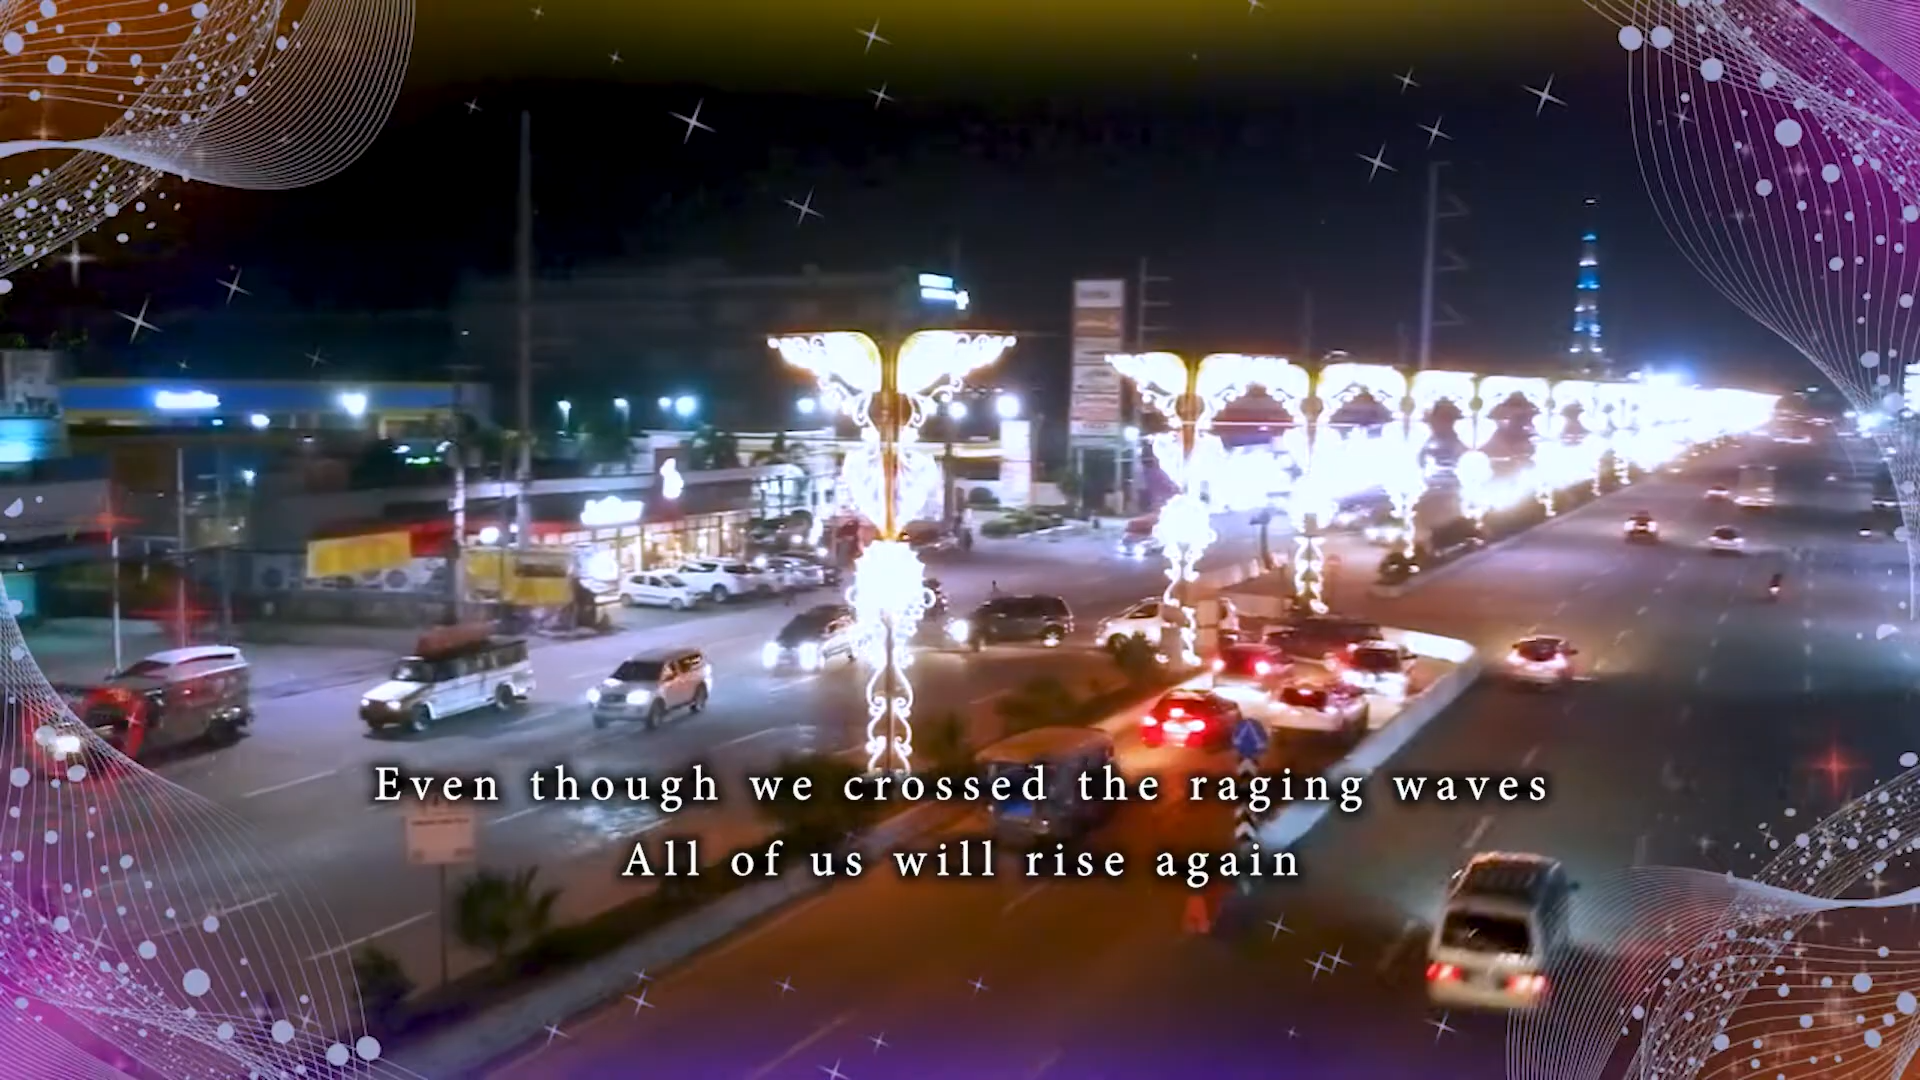 Even though we crossed the raging waves
All of us will rise again